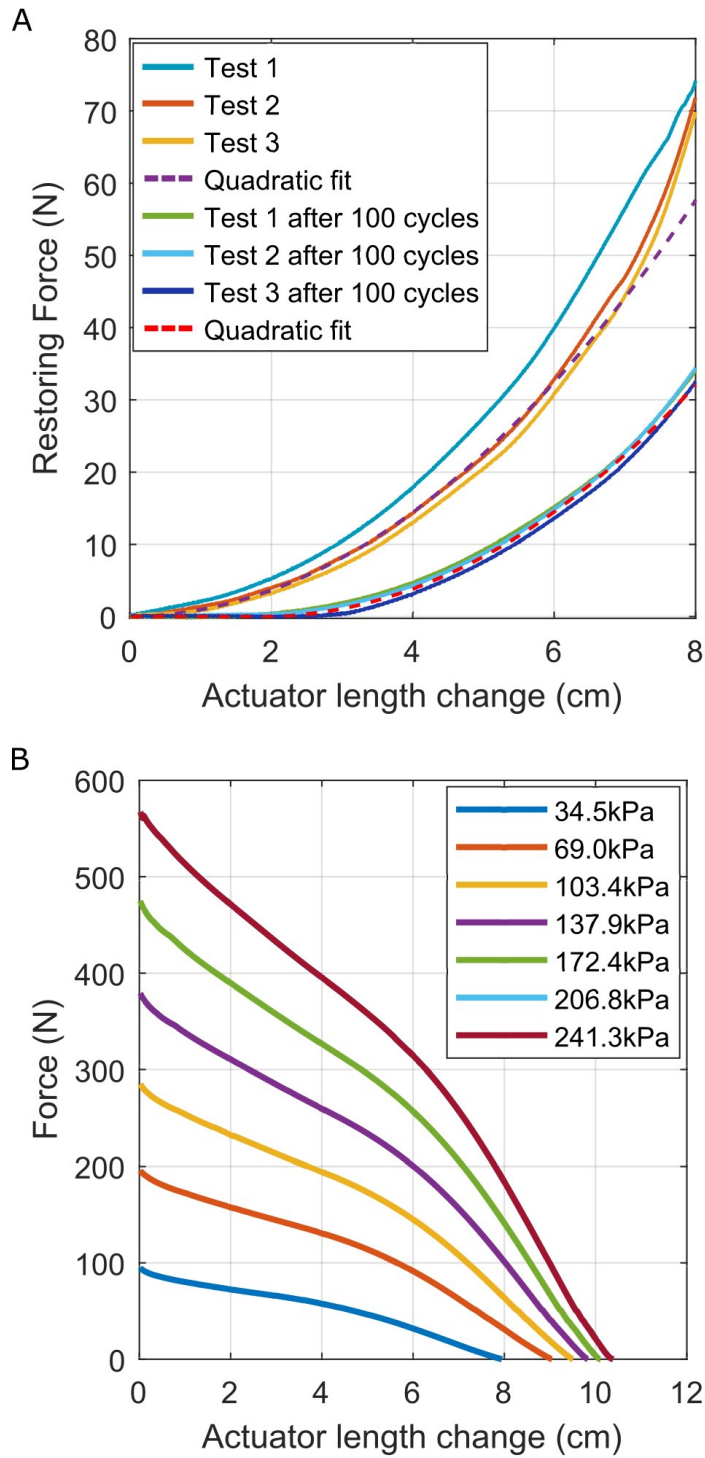 A
80
70
60
50
40
30
20
10
0
Restoring Force (N)
Test 1
Test 2
Test 3
Quadratic fit
Test 1 after 100 cycles
Test 2 after 100 cycles
Test 3 after 100 cycles
Quadratic fit
0 2 4 6 8
Actuator length change (cm)
B
600
500
400
300
200
100
0
Force (N)
34.5kPa
69.0kPa
103.4kPa
137.9kPa
172.4kPa
206.8kPa
241.3kPa
0 2 4 6 8 10 12
Actuator length change (cm)